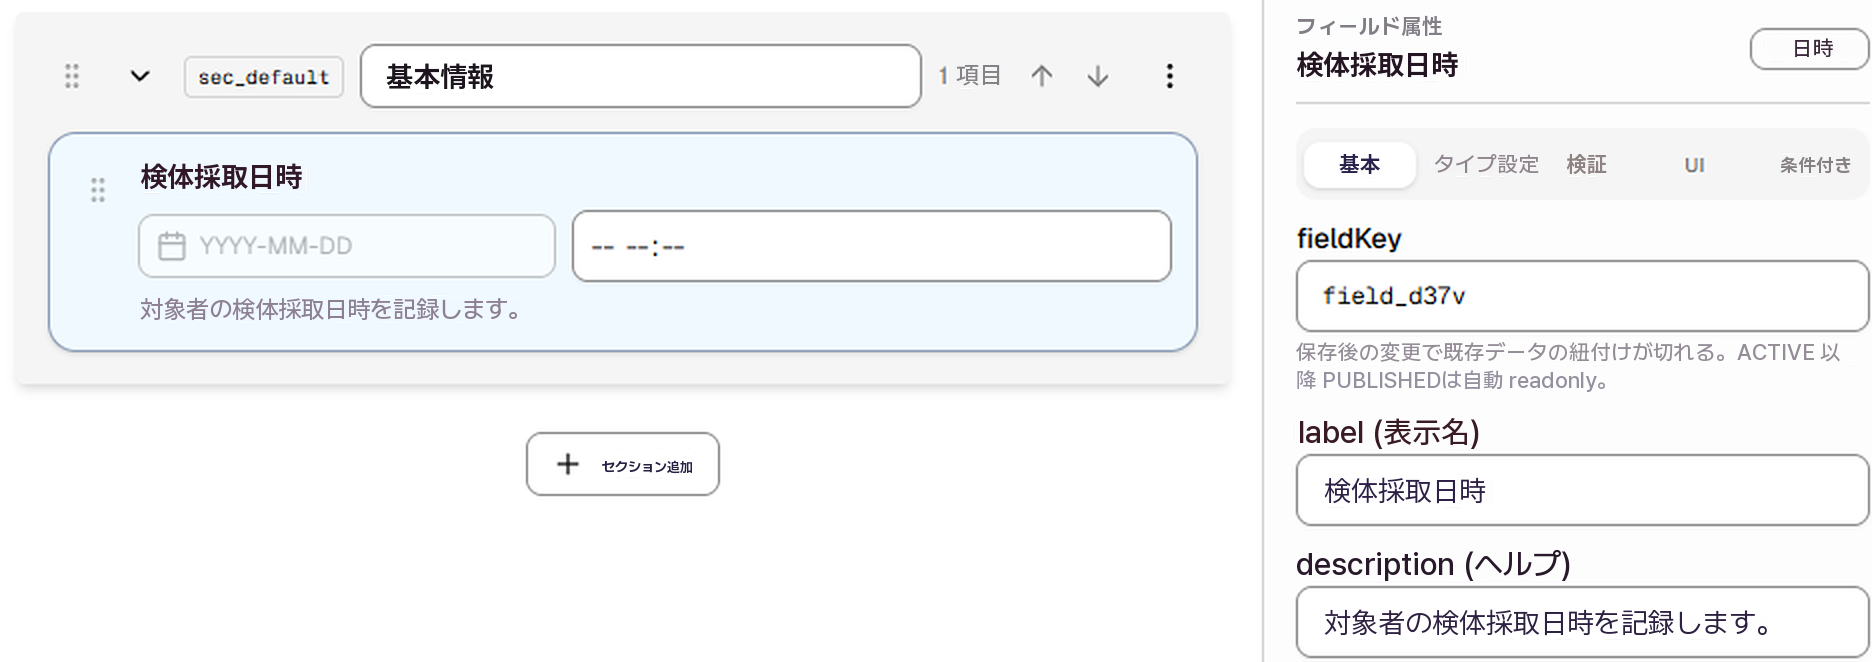 sec_default
基本情報
1 項目
検体採取日時
YYYY-MM-DD
-- --:--
対象者の検体採取日時を記録します。
セクション追加
フィールド属性
検体採取日時
日時
基本 タイプ設定 検証 UI 条件付き
fieldKey
field_d37v
保存後の変更で既存データの紐付けが切れる。ACTIVE 以
降 PUBLISHEDは自動 readonly。
label (表示名)
検体採取日時
description (ヘルプ)
対象者の検体採取日時を記録します。